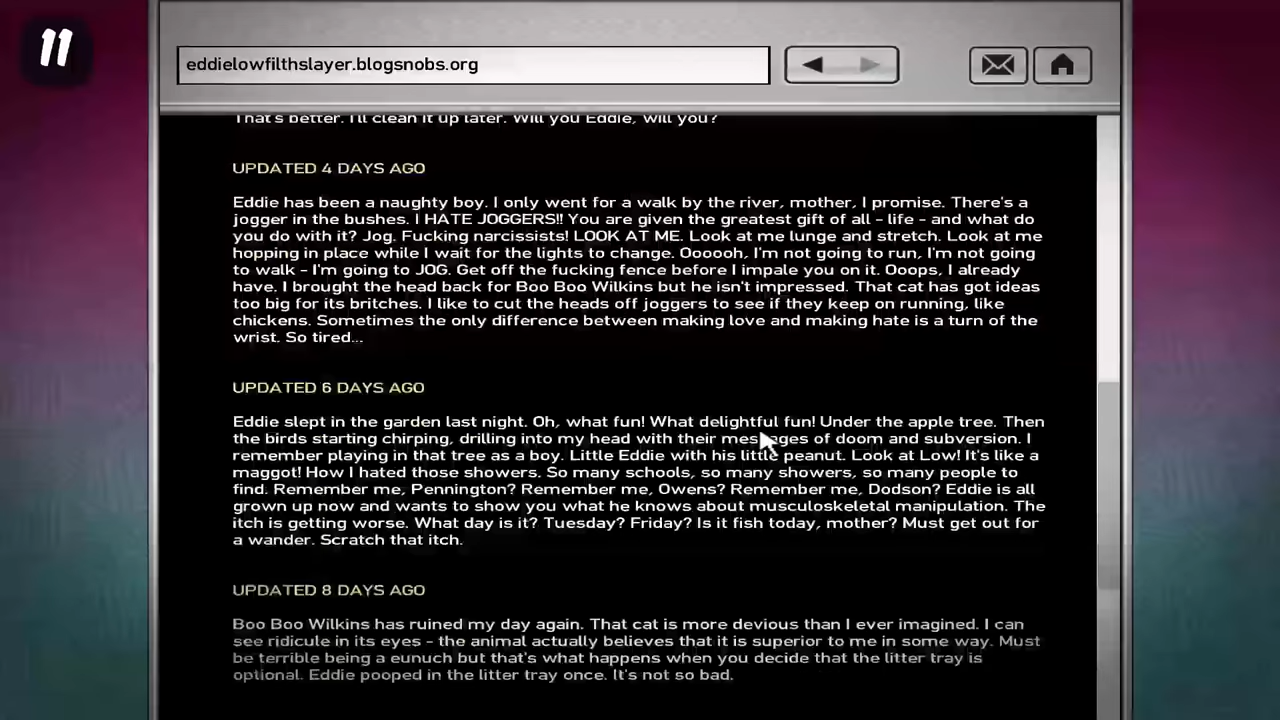 11
eddielowfilthslayer.blogsnobs.org
That's better. I'll clean it up later. Will you Eddie, will you?
UPDATED 4 DAYS AGO
Eddie has been a naughty boy. I only went for a walk by the river, mother, I promise. There's a
jogger in the bushes. I HATE JOGGERS!! You are given the greatest gift of all - life - and what do
you do with it? Jog. Fucking narcissists! LOOK AT ME. Look at me lunge and stretch. Look at me
hopping in place while I wait for the lights to change. Oooooh, I'm not going to run, I'm not going
to walk - I'm going to JOG. Get off the fucking fence before I impale you on it. Ooops, I already
have. I brought the head back for Boo Boo Wilkins but he isn't impressed. That cat has got ideas
too big for its britches. I like to cut the heads off joggers to see if they keep on running, like
chickens. Sometimes the only difference between making love and making hate is a turn of the
wrist. So tired...
UPDATED 6 DAYS AGO
Eddie slept in the garden last night. Oh, what fun! What delightful fun! Under the apple tree. Then
the birds starting chirping, drilling into my head with their messages of doom and subversion. I
remember playing in that tree as a boy. Little Eddie with his little peanut. Look at Low! It's like a
maggot! How I hated those showers. So many schools, so many showers, so many people to
find. Remember me, Pennington? Remember me, Owens? Remember me, Dodson? Eddie is all
grown up now and wants to show you what he knows about musculoskeletal manipulation. The
itch is getting worse. What day is it? Tuesday? Friday? Is it fish today, mother? Must get out for
a wander. Scratch that itch.
UPDATED 8 DAYS AGO
Boo Boo Wilkins has ruined my day again. That cat is more devious than I ever imagined. I can
see ridicule in its eyes - the animal actually believes that it is superior to me in some way. Must
be terrible being a eunuch but that's what happens when you decide that the litter tray is
optional. Eddie pooped in the litter tray once. It's not so bad.